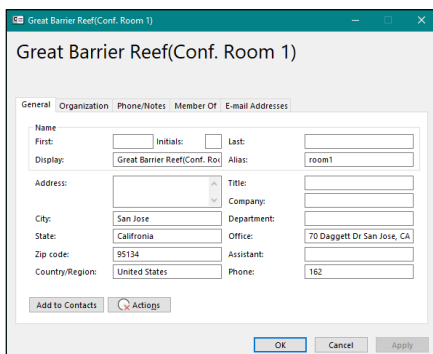 Great Barrier Reef(Conf. Room 1)
Great Barrier Reef(Conf. Room 1)
General Organization Phone/Notes Member Of E-mail Addresses
Name
First: Initials: Last:
Display: Great Barrier Reef(Conf. Roo Alias: room1
Address: Title:
Company:
City: San Jose Department:
State: Califronia Office: 70 Daggett Dr San Jose, CA
Zip code: 95134 Assistant:
Country/Region: United States Phone: 162
Add to Contacts Actions
OK Cancel Apply